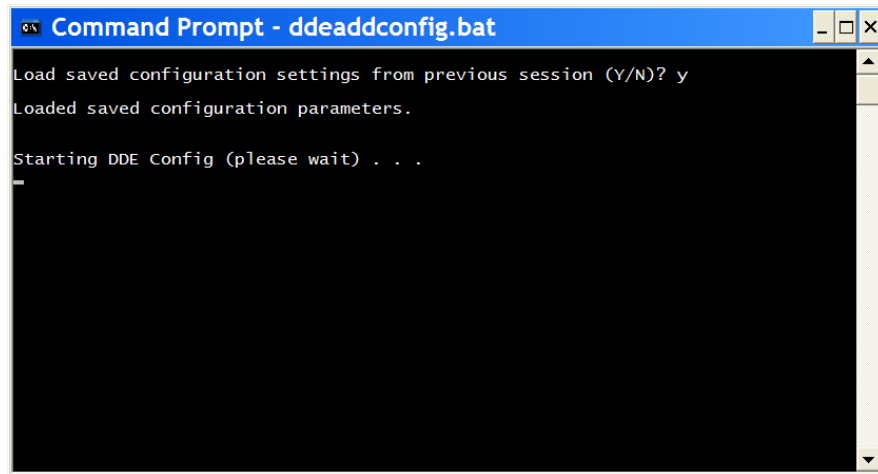 Command Prompt - ddeaddconfig.bat
Load saved configuration settings from previous session (Y/N)? y
Loaded saved configuration parameters.
Starting DDE Config (please wait) . . .